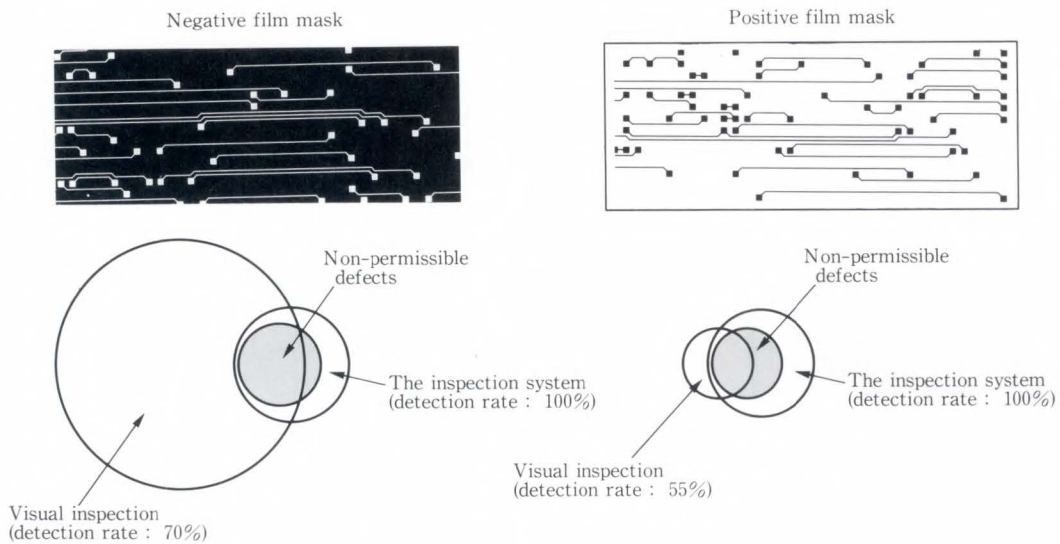 Negative film mask
Positive film mask
Non-permissible
defects
The inspection system
(detection rate : 100%)
Visual inspection
(detection rate : 70%)
Non-permissible
defects
The inspection system
(detection rate : 100%)
Visual inspection
(detection rate : 55%)